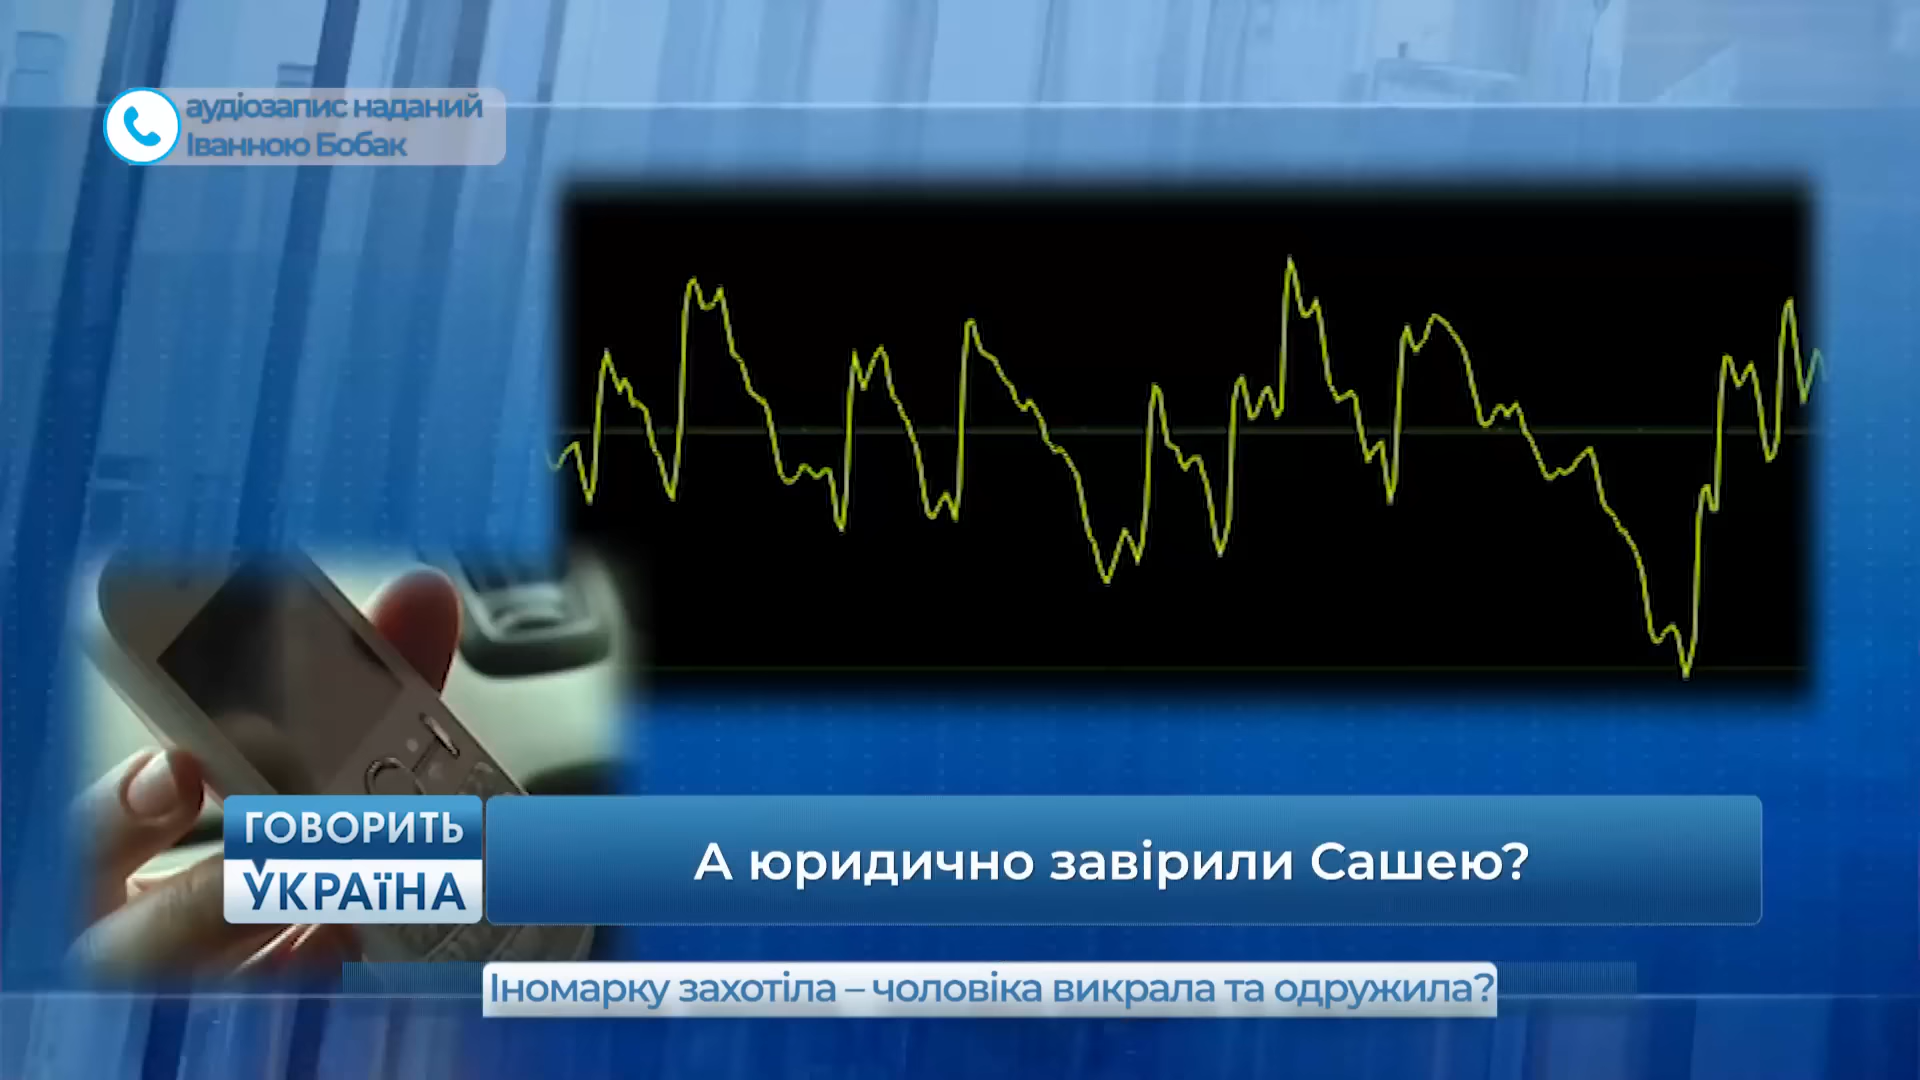 аудіозапис наданий
Іванною Бобак
ГОВОРИТЬ
УКРАЇНА
А юридично завірили Сашею?
Іномарку захотіла – чоловіка викрала та одружила?